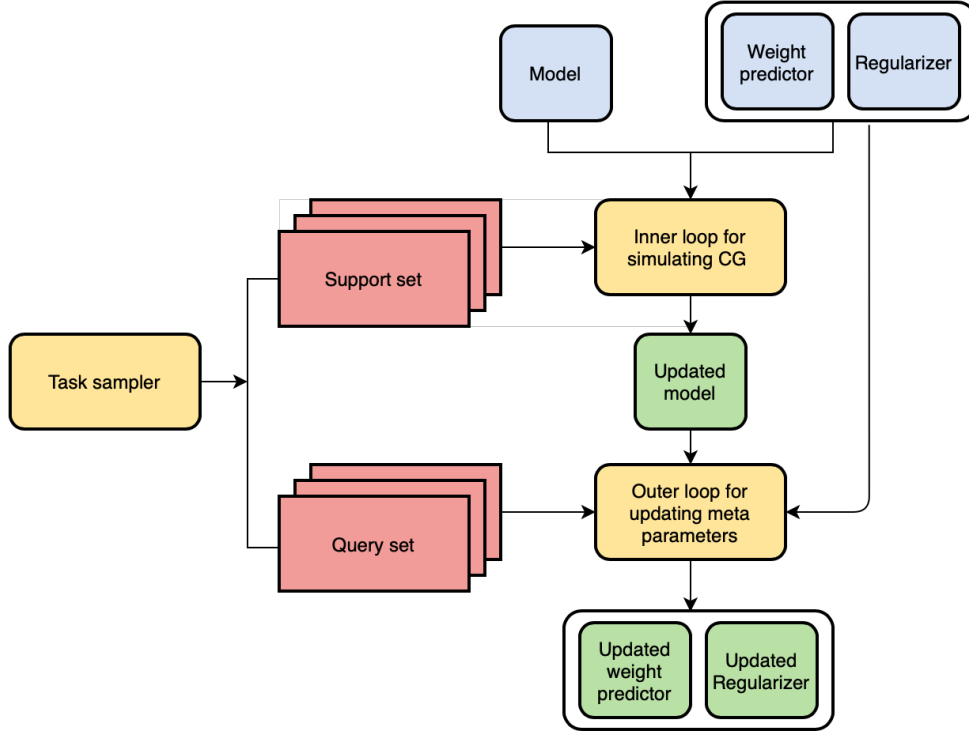 Model
Weight
predictor
Regularizer
Inner loop for
simulating CG
Support set
Task sampler
Updated
model
Outer loop for
updating meta
parameters
Query set
Updated
weight
predictor
Updated
Regularizer